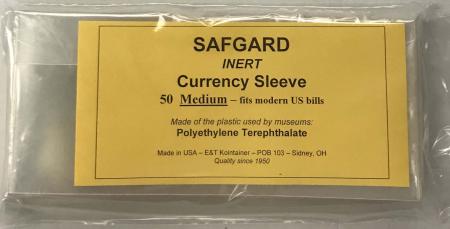 SAFGARD
INERT
Currency Sleeve
50 Medium – fits modern US bills
Made of the plastic used by museums:
Polyethylene Terephthalate
Made in USA – E&T Kointainer – POB 103 – Sidney, OH
Quality since 1950